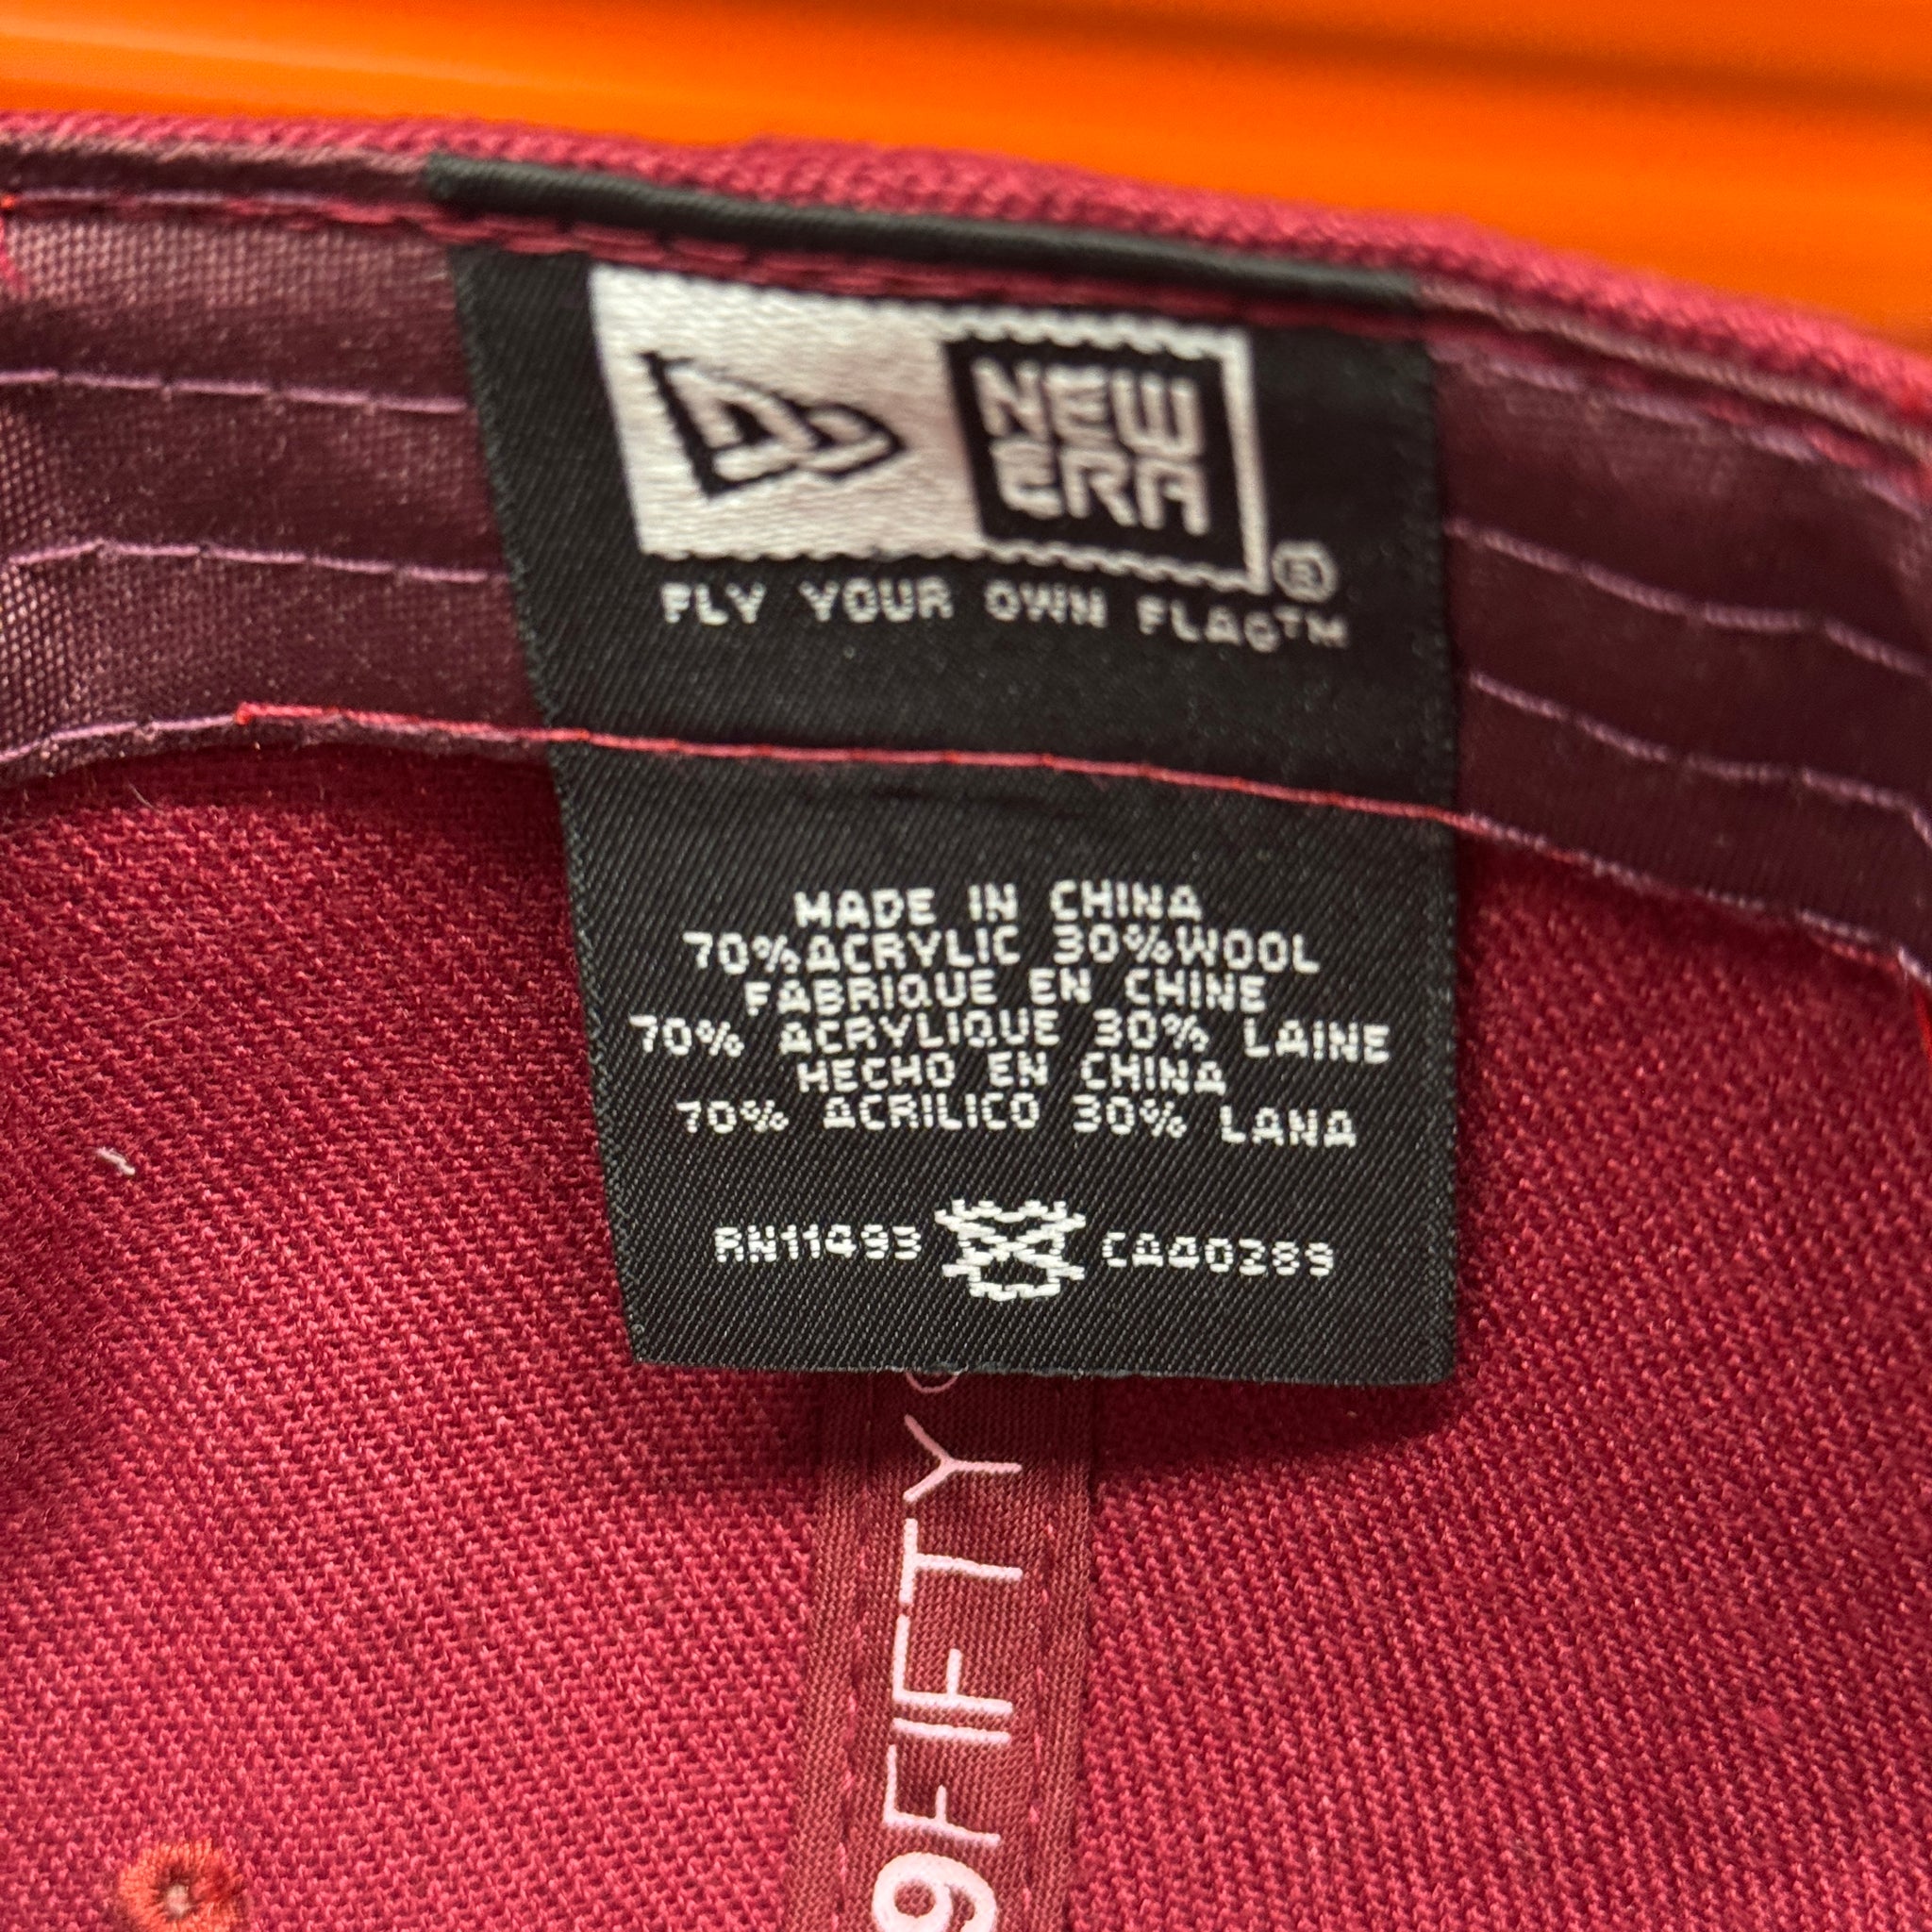 NEW
ERA
®
FLY YOUR OWN FLAG™
MADE IN CHINA
70%ACRYLIC 30%WOOL
FABRIQUE EN CHINE
70% ACRYLIQUE 30% LAINE
HECHO EN CHINA
70% ACRILICO 30% LANA
RN11493 CA40289
9FIFTY